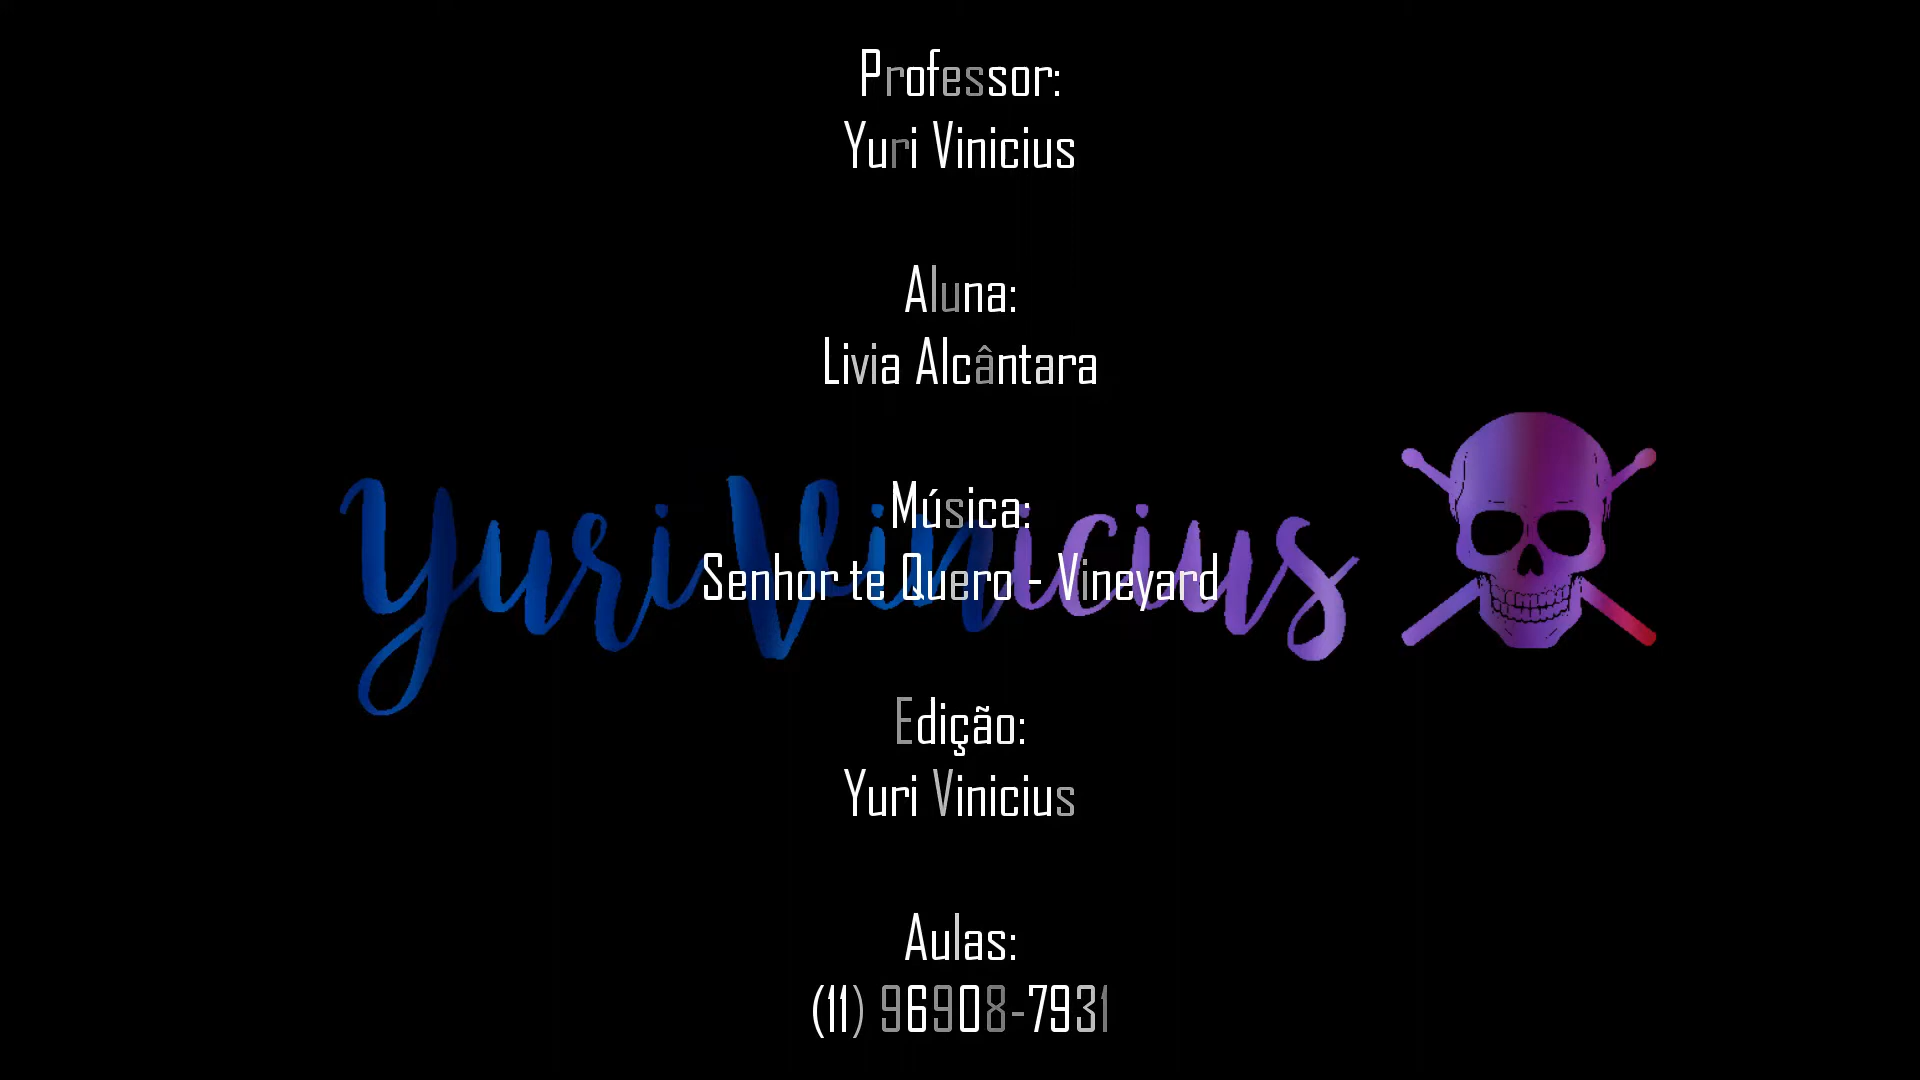 Professor:
Yuri Vinicius
Aluna:
Livia Alcântara
Música:
Senhor te Quero - Vineyard
Yuri Vinicius
Edição:
Yuri Vinicius
Aulas:
(11) 96908-7931